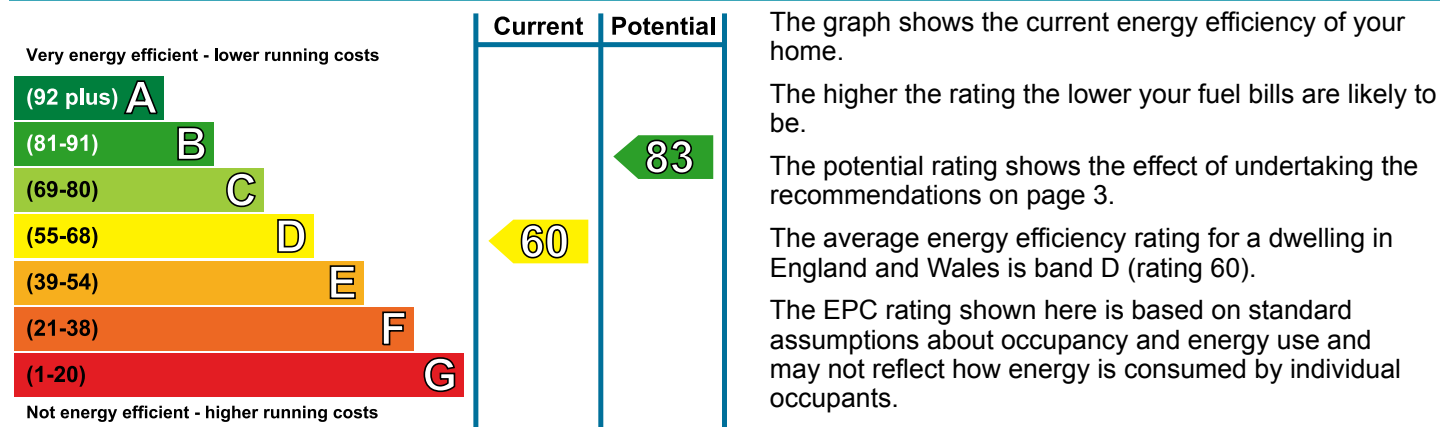 Current Potential
Very energy efficient - lower running costs
(92 plus) A
(81-91) B
83
(69-80) C
(55-68) D
60
(39-54) E
(21-38) F
(1-20) G
Not energy efficient - higher running costs
The graph shows the current energy efficiency of your
home.
The higher the rating the lower your fuel bills are likely to
be.
The potential rating shows the effect of undertaking the
recommendations on page 3.
The average energy efficiency rating for a dwelling in
England and Wales is band D (rating 60).
The EPC rating shown here is based on standard
assumptions about occupancy and energy use and
may not reflect how energy is consumed by individual
occupants.